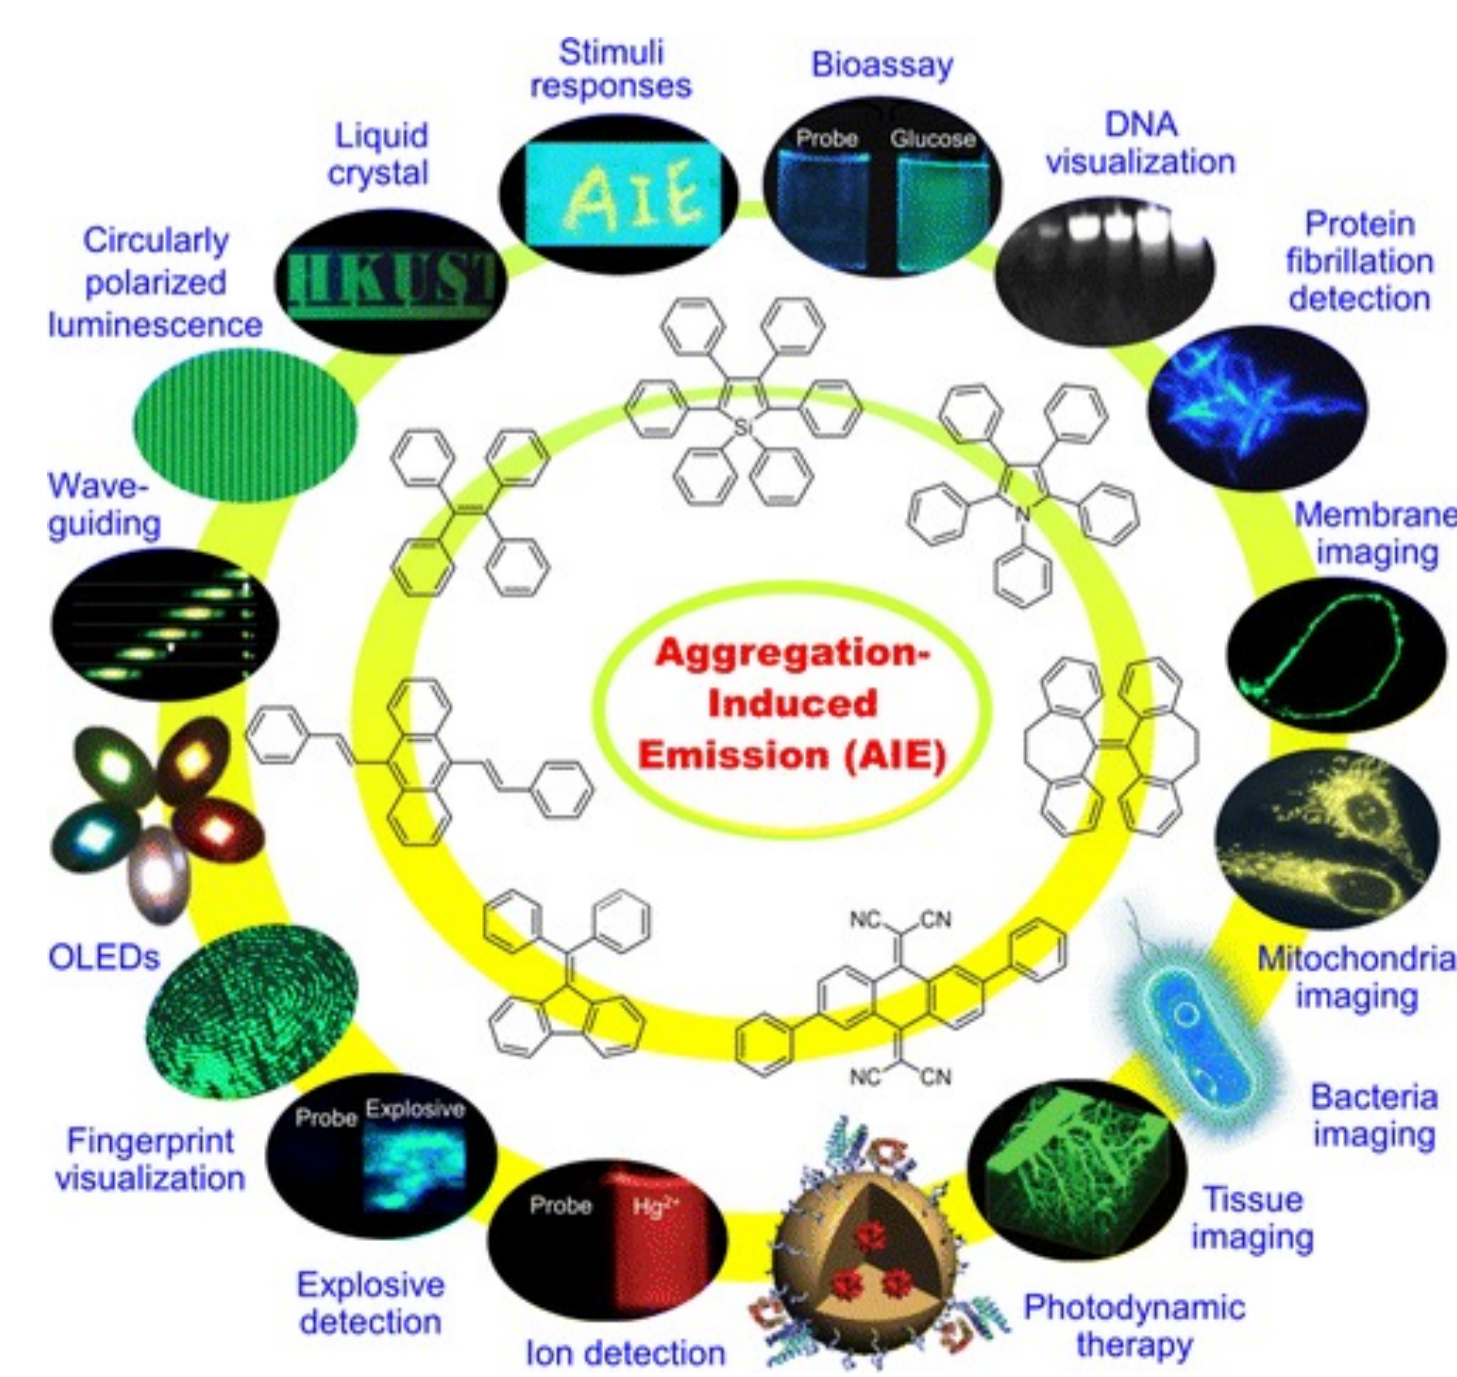 Stimuli
responses
Bioassay
Probe
Glucose
AIE
DNA
visualization
Liquid
crystal
HKUST
Protein
fibrillation
detection
Circularly
polarized
luminescence
Si
Wave-
guiding
N
Membrane
imaging
Aggregation-
Induced
Emission (AIE)
OLEDs
NC
CN
Mitochondria
imaging
NC
CN
Bacteria
imaging
Probe
Explosive
Fingerprint
visualization
Probe
Hg²⁺
Tissue
imaging
Explosive
detection
Ion detection
Photodynamic
therapy